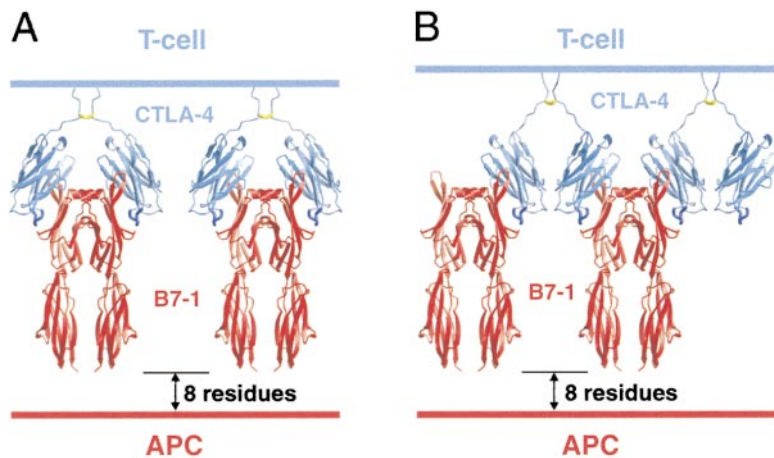 A
T-cell
CTLA-4
B7-1
8 residues
APC
B
T-cell
CTLA-4
B7-1
8 residues
APC